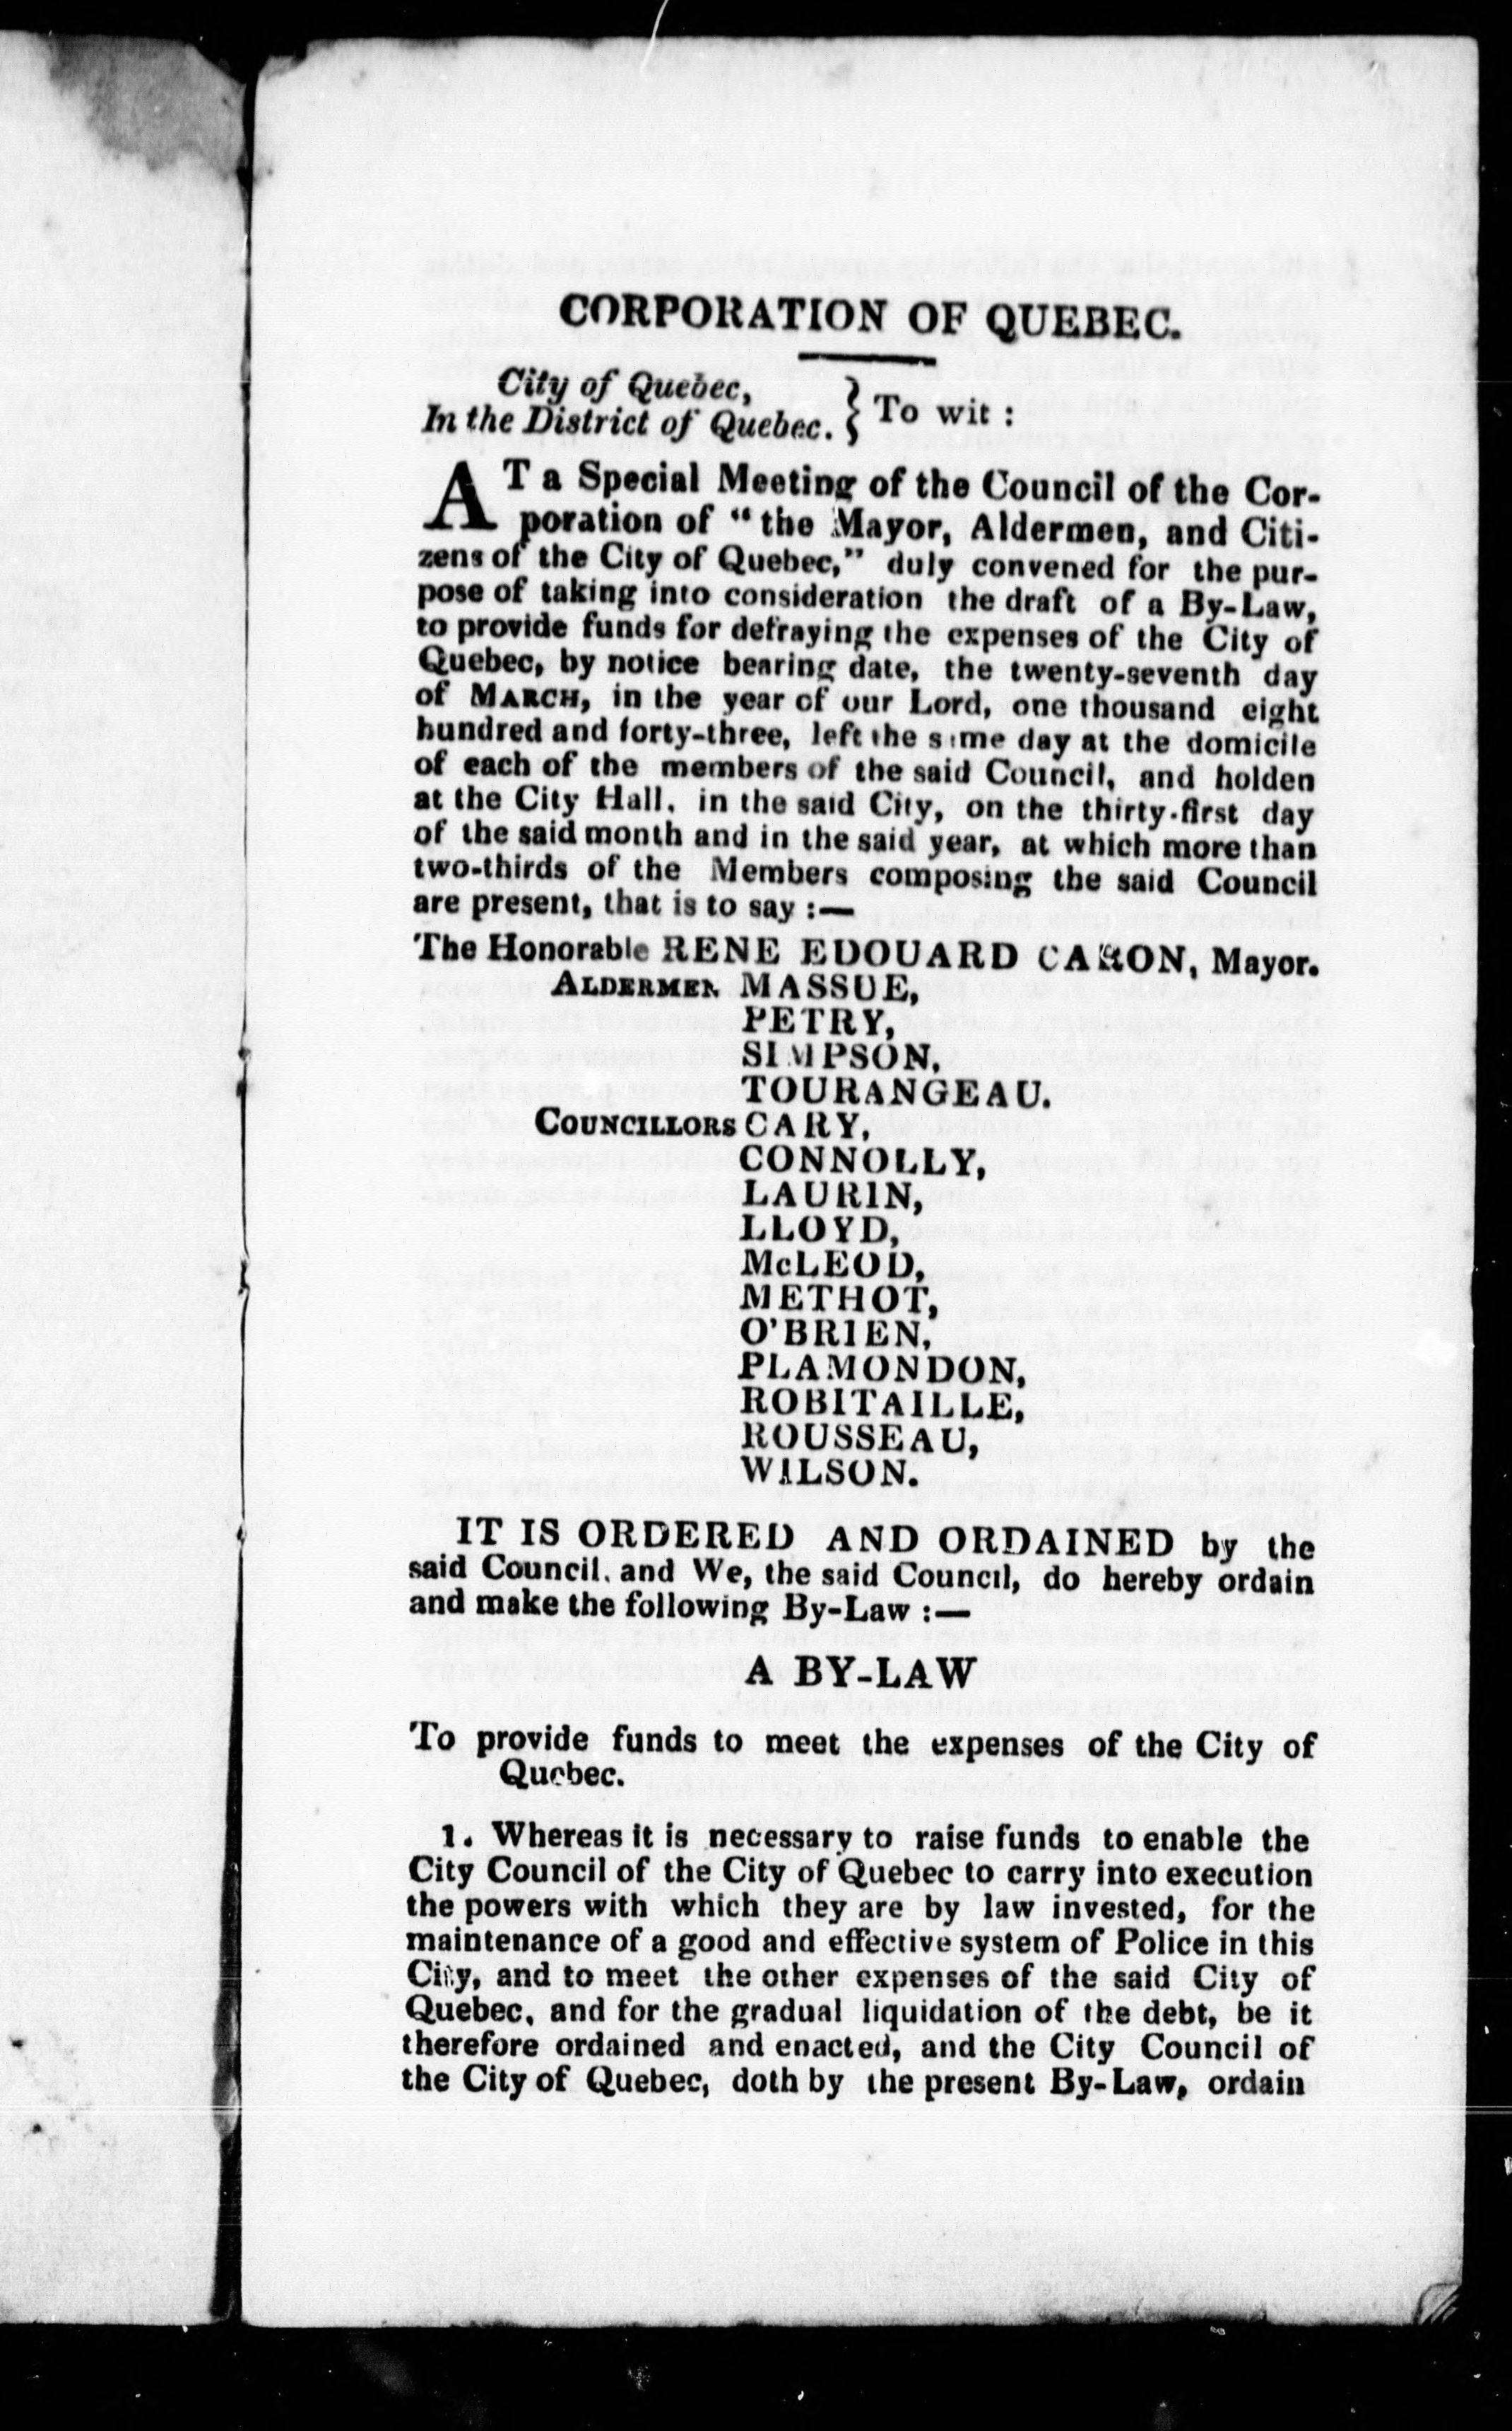 CORPORATION OF QUEBEC.
City of Quebec,
In the District of Quebec. } To wit :
AT a Special Meeting of the Council of the Cor-
poration of "the Mayor, Aldermen, and Citi-
zens of the City of Quebec," duly convened for the pur-
pose of taking into consideration the draft of a By-Law,
to provide funds for defraying the expenses of the City of
Quebec, by notice bearing date, the twenty-seventh day
of MARCH, in the year of our Lord, one thousand eight
hundred and forty-three, left the same day at the domicile
of each of the members of the said Council, and holden
at the City Hall, in the said City, on the thirty-first day
of the said month and in the said year, at which more than
two-thirds of the Members composing the said Council
are present, that is to say :—
The Honorable RENE EDOUARD CARON, Mayor.
ALDERMEN MASSUE,
PETRY,
SIMPSON,
TOURANGEAU.
COUNCILLORS CARY,
CONNOLLY,
LAURIN,
LLOYD,
McLEOD,
METHOT,
O'BRIEN,
PLAMONDON,
ROBITAILLE,
ROUSSEAU,
WILSON.
IT IS ORDERED AND ORDAINED by the
said Council, and We, the said Council, do hereby ordain
and make the following By-Law :—
A BY-LAW
To provide funds to meet the expenses of the City of
Quebec.
1. Whereas it is necessary to raise funds to enable the
City Council of the City of Quebec to carry into execution
the powers with which they are by law invested, for the
maintenance of a good and effective system of Police in this
City, and to meet the other expenses of the said City of
Quebec, and for the gradual liquidation of the debt, be it
therefore ordained and enacted, and the City Council of
the City of Quebec, doth by the present By-Law, ordain